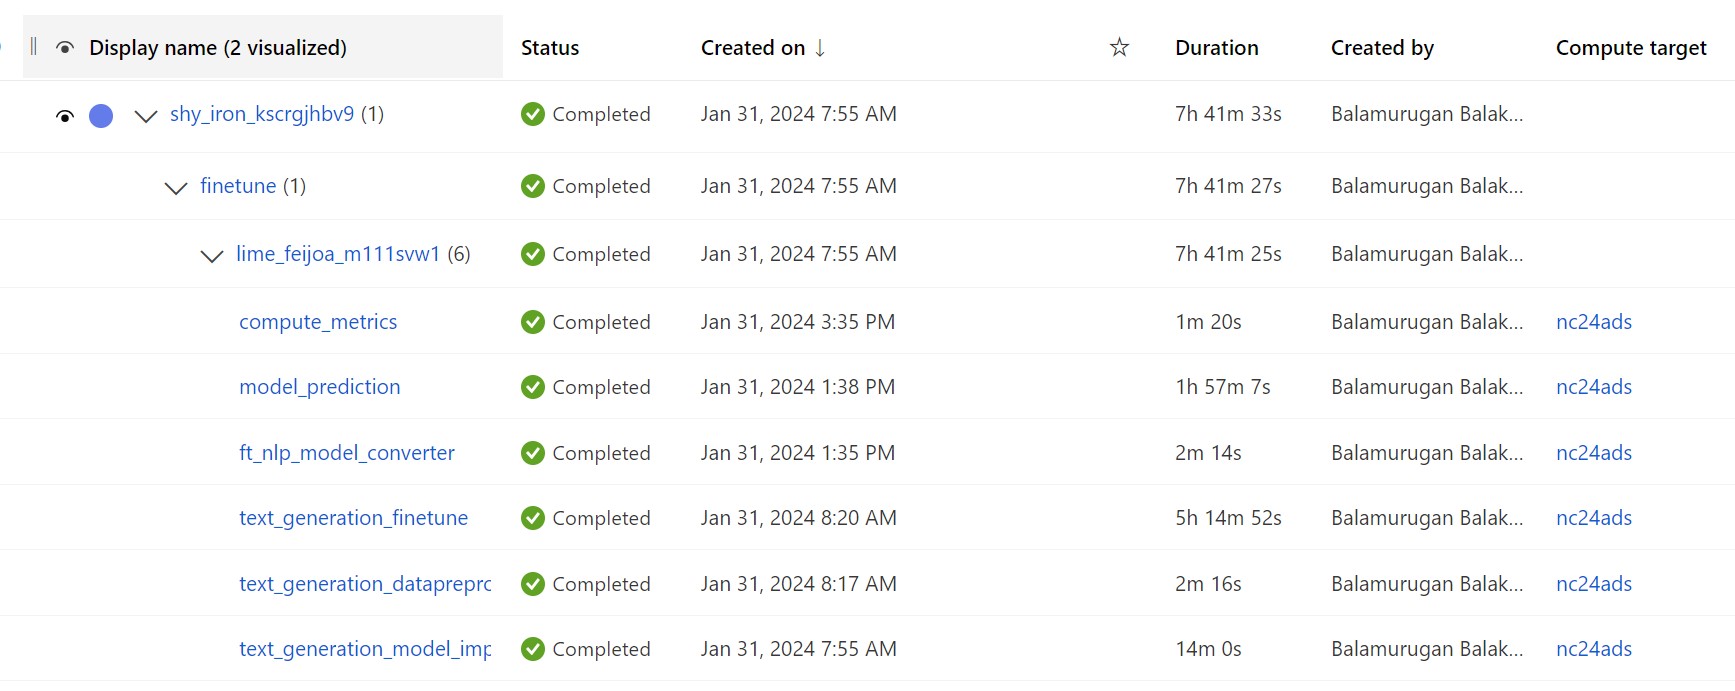 Display name (2 visualized) Status Created on ↓ Duration Created by Compute target
shy_iron_kscrgjhbv9 (1) Completed Jan 31, 2024 7:55 AM 7h 41m 33s Balamurugan Balak...
finetune (1) Completed Jan 31, 2024 7:55 AM 7h 41m 27s Balamurugan Balak...
lime_feijoa_m111svw1 (6) Completed Jan 31, 2024 7:55 AM 7h 41m 25s Balamurugan Balak...
compute_metrics Completed Jan 31, 2024 3:35 PM 1m 20s Balamurugan Balak... nc24ads
model_prediction Completed Jan 31, 2024 1:38 PM 1h 57m 7s Balamurugan Balak... nc24ads
ft_nlp_model_converter Completed Jan 31, 2024 1:35 PM 2m 14s Balamurugan Balak... nc24ads
text_generation_finetune Completed Jan 31, 2024 8:20 AM 5h 14m 52s Balamurugan Balak... nc24ads
text_generation_dataprepro Completed Jan 31, 2024 8:17 AM 2m 16s Balamurugan Balak... nc24ads
text_generation_model_imp Completed Jan 31, 2024 7:55 AM 14m 0s Balamurugan Balak... nc24ads